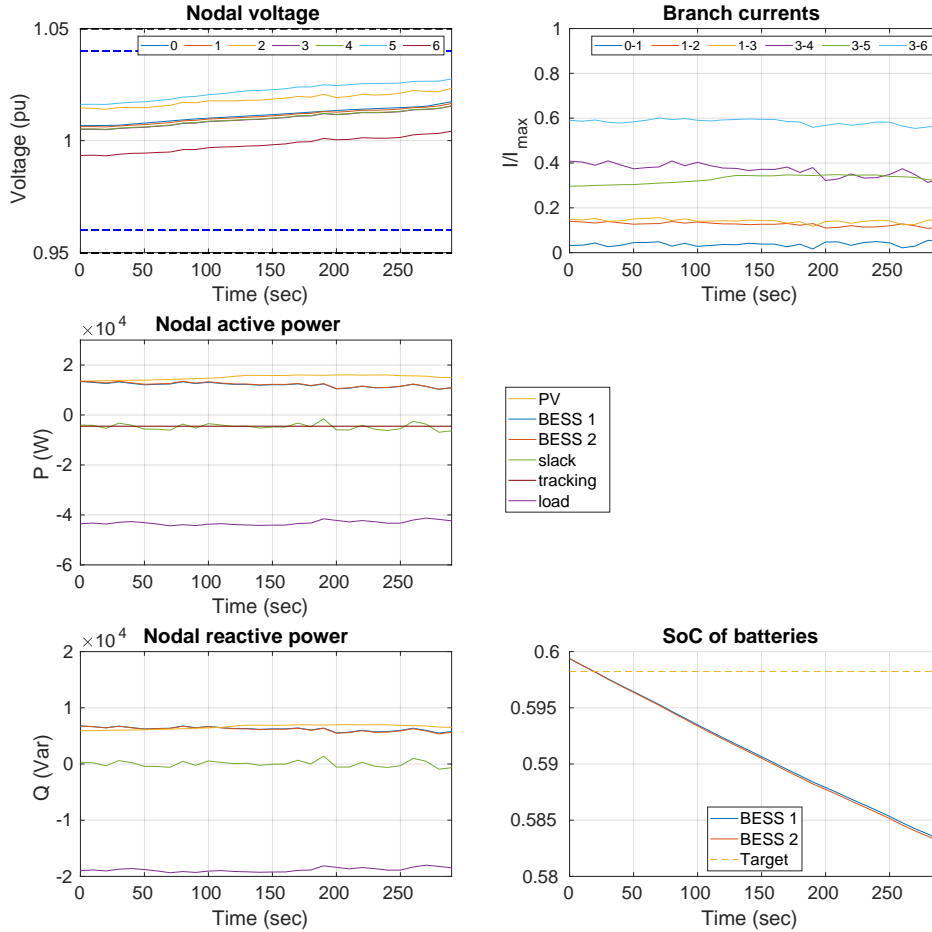 Nodal voltage
1.05
1
0.95
Voltage (pu)
0 1 2 3 4 5 6
0 50 100 150 200 250
Time (sec)
Branch currents
1
0.8
0.6
0.4
0.2
0
I/I_max
0-1 1-2 1-3 3-4 3-5 3-6
0 50 100 150 200 250
Time (sec)
Nodal active power
×10^4
2
0
-2
-4
-6
P (W)
0 50 100 150 200 250
Time (sec)
PV
BESS 1
BESS 2
slack
tracking
load
Nodal reactive power
×10^4
2
1
0
-1
-2
Q (Var)
0 50 100 150 200 250
Time (sec)
SoC of batteries
0.6
0.595
0.59
0.585
0.58
BESS 1
BESS 2
Target
0 50 100 150 200 250
Time (sec)